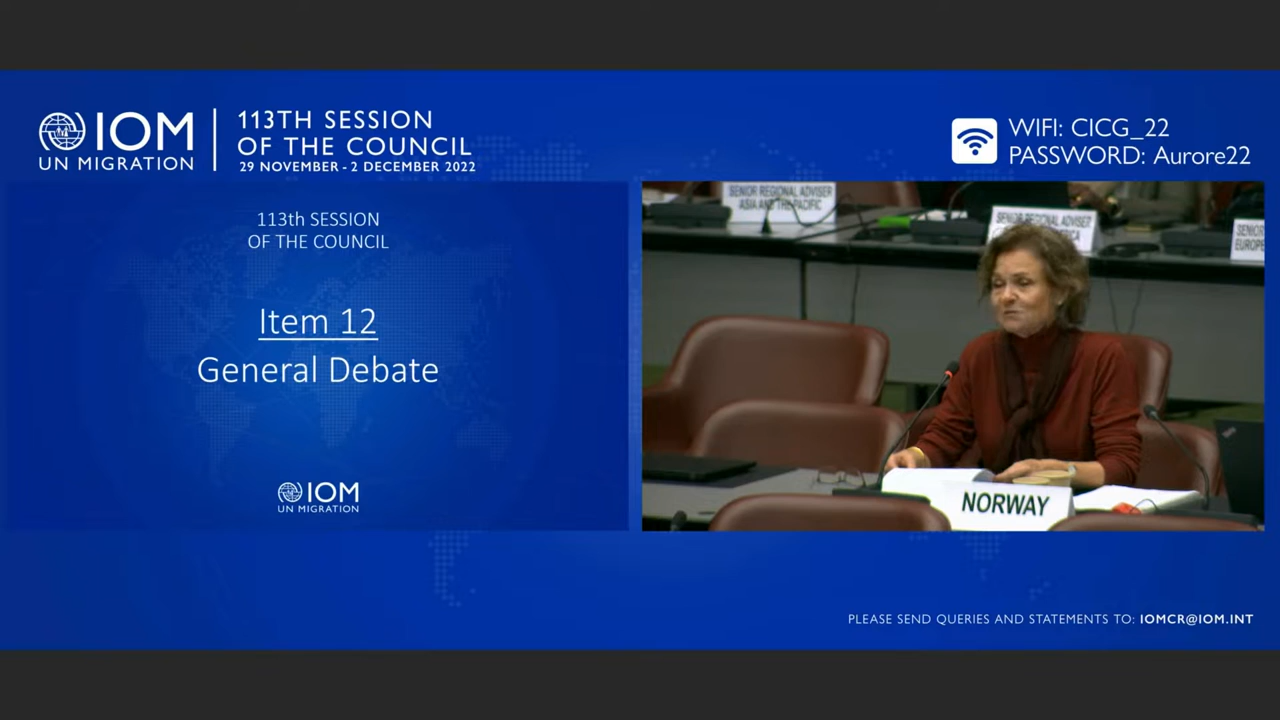 IOM
UN MIGRATION
113TH SESSION
OF THE COUNCIL
29 NOVEMBER - 2 DECEMBER 2022
WIFI: CICG_22
PASSWORD: Aurore22
113th SESSION
OF THE COUNCIL
Item 12
General Debate
IOM
UN MIGRATION
SENIOR REGIONAL ADVISER
ASIA AND THE PACIFIC
SENIOR REGIONAL ADVISER
SENIOR
EUROPE
NORWAY
PLEASE SEND QUERIES AND STATEMENTS TO: IOMCR@IOM.INT